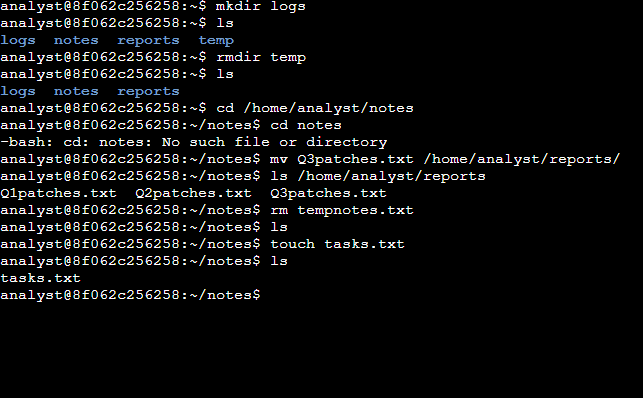 analyst@8f062c256258:~$ mkdir logs
analyst@8f062c256258:~$ ls
logs  notes  reports  temp
analyst@8f062c256258:~$ rmdir temp
analyst@8f062c256258:~$ ls
logs  notes  reports
analyst@8f062c256258:~$ cd /home/analyst/notes
analyst@8f062c256258:~/notes$ cd notes
-bash: cd: notes: No such file or directory
analyst@8f062c256258:~/notes$ mv Q3patches.txt /home/analyst/reports/
analyst@8f062c256258:~/notes$ ls /home/analyst/reports
Q1patches.txt  Q2patches.txt  Q3patches.txt
analyst@8f062c256258:~/notes$ rm tempnotes.txt
analyst@8f062c256258:~/notes$ ls
analyst@8f062c256258:~/notes$ touch tasks.txt
analyst@8f062c256258:~/notes$ ls
tasks.txt
analyst@8f062c256258:~/notes$